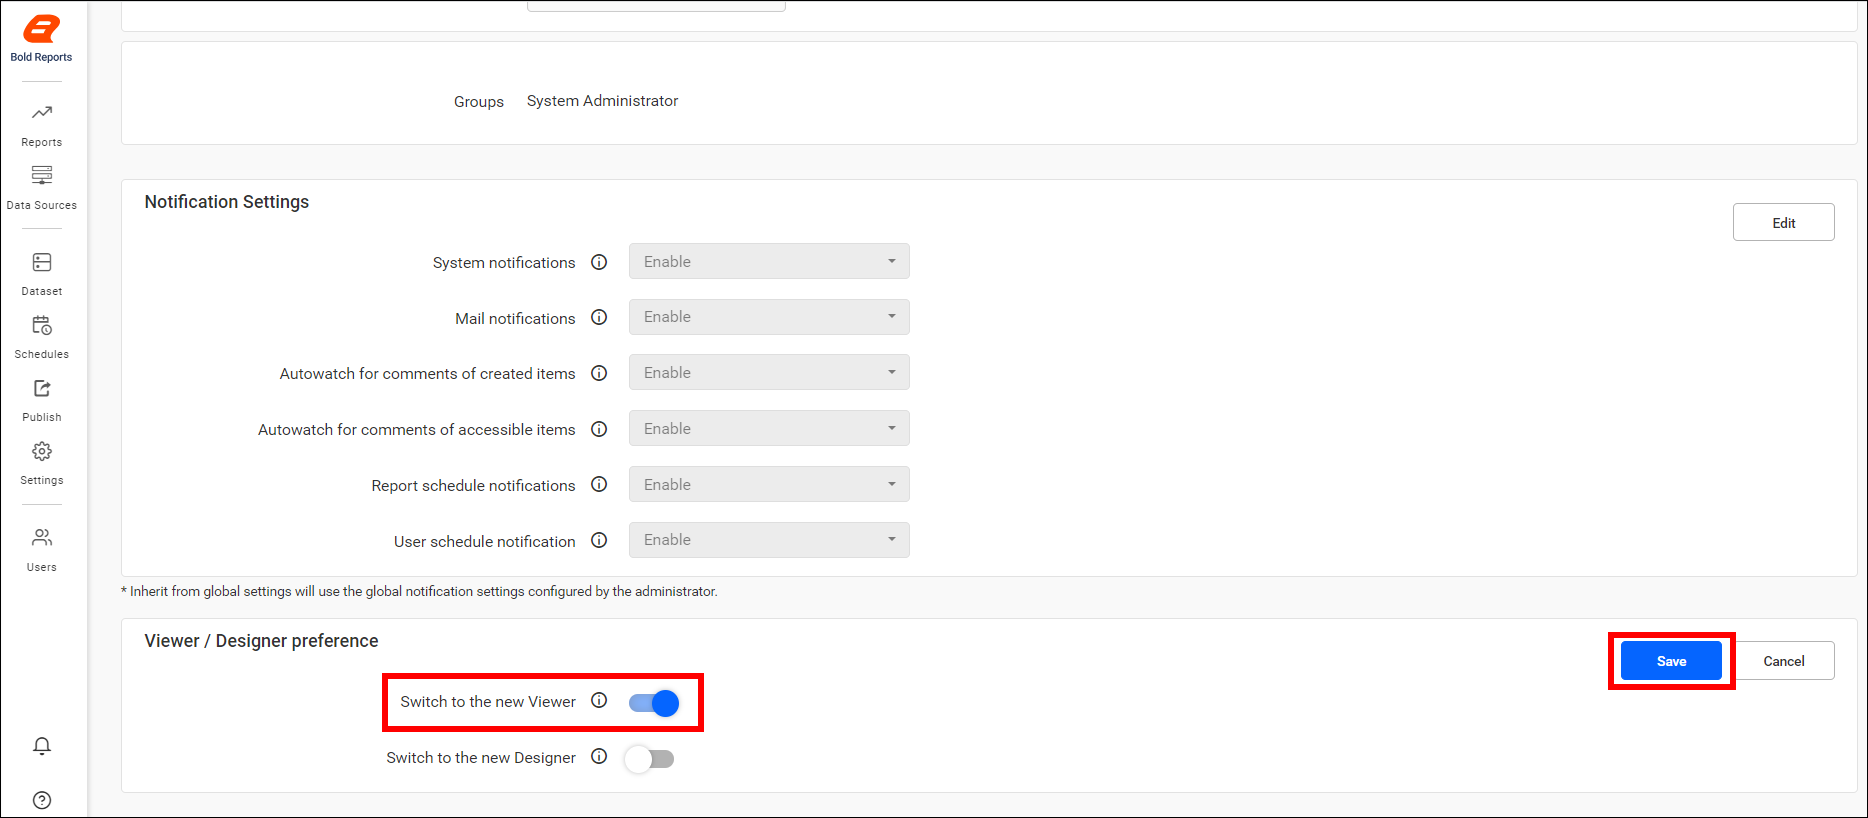 Bold Reports
Reports
Data Sources
Dataset
Schedules
Publish
Settings
Users
Groups System Administrator
Notification Settings
Edit
System notifications Enable
Mail notifications Enable
Autowatch for comments of created items Enable
Autowatch for comments of accessible items Enable
Report schedule notifications Enable
User schedule notification Enable
* Inherit from global settings will use the global notification settings configured by the administrator.
Viewer / Designer preference
Save Cancel
Switch to the new Viewer
Switch to the new Designer